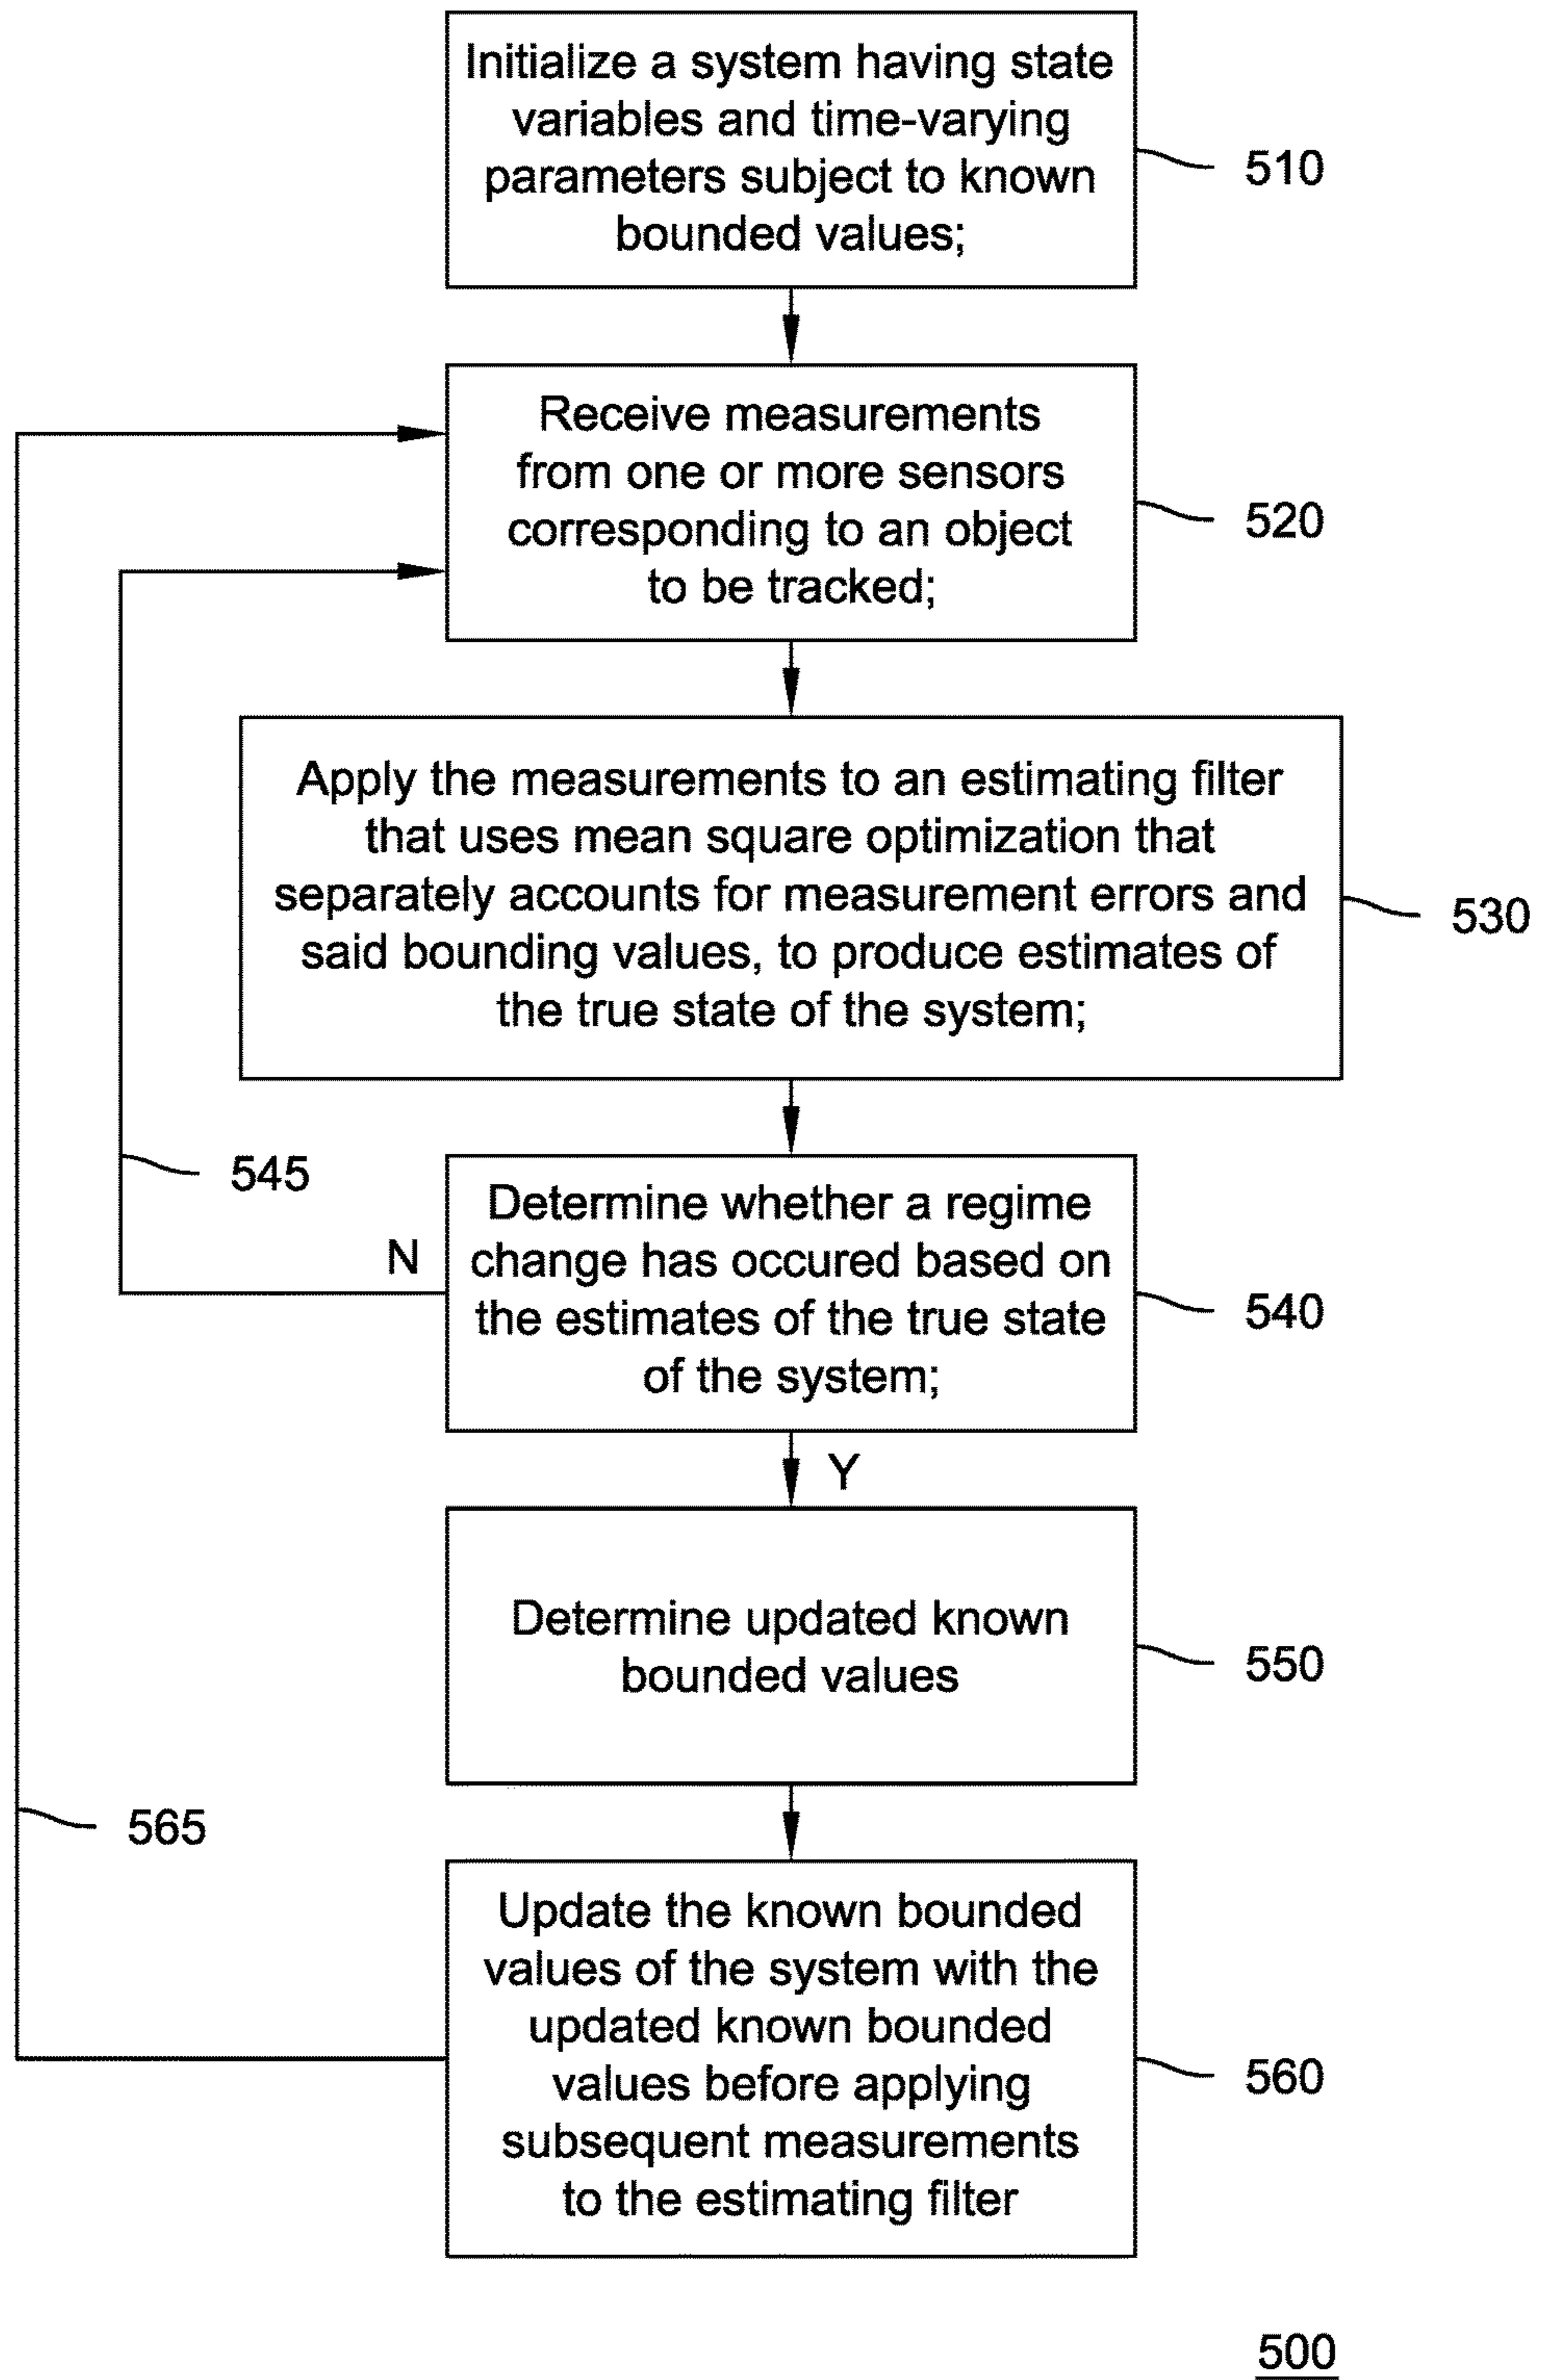 Initialize a system having state
variables and time-varying
parameters subject to known
bounded values;
510
Receive measurements
from one or more sensors
corresponding to an object
to be tracked;
520
Apply the measurements to an estimating filter
that uses mean square optimization that
separately accounts for measurement errors and
said bounding values, to produce estimates of
the true state of the system;
530
545
N
Determine whether a regime
change has occured based on
the estimates of the true state
of the system;
540
Y
Determine updated known
bounded values
550
565
Update the known bounded
values of the system with the
updated known bounded
values before applying
subsequent measurements
to the estimating filter
560
500